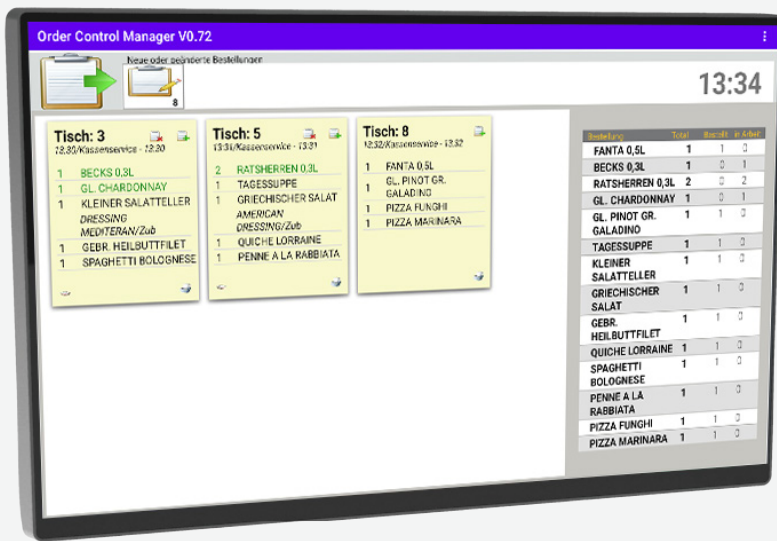 Order Control Manager V0.72
Neue oder geänderte Bestellungen
8
13:34
Tisch: 3
13:30/Kassenservice - 13:30
1 BECKS 0,3L
1 GL. CHARDONNAY
1 KLEINER SALATTELLER
DRESSING
MEDITERAN/Zub
1 GEBR. HEILBUTTFILET
1 SPAGHETTI BOLOGNESE
Tisch: 5
13:31/Kassenservice - 13:31
2 RATSHERREN 0,3L
1 TAGESSUPPE
1 GRIECHISCHER SALAT
AMERICAN
DRESSING/Zub
1 QUICHE LORRAINE
1 PENNE A LA RABBIATA
Tisch: 8
13:32/Kassenservice - 13:32
1 FANTA 0,5L
1 GL. PINOT GR.
GALADINO
1 PIZZA FUNGHI
1 PIZZA MARINARA
Bestellung Total Bestellt in Arbeit
FANTA 0,5L 1 1 0
BECKS 0,3L 1 0 1
RATSHERREN 0,3L 2 0 2
GL. CHARDONNAY 1 0 1
GL. PINOT GR. 1 1 0
GALADINO
TAGESSUPPE 1 1 0
KLEINER 1 1 0
SALATTELLER
GRIECHISCHER 1 1 0
SALAT
GEBR. 1 1 0
HEILBUTTFILET
QUICHE LORRAINE 1 1 0
SPAGHETTI 1 1 0
BOLOGNESE
PENNE A LA 1 1 0
RABBIATA
PIZZA FUNGHI 1 1 0
PIZZA MARINARA 1 1 0